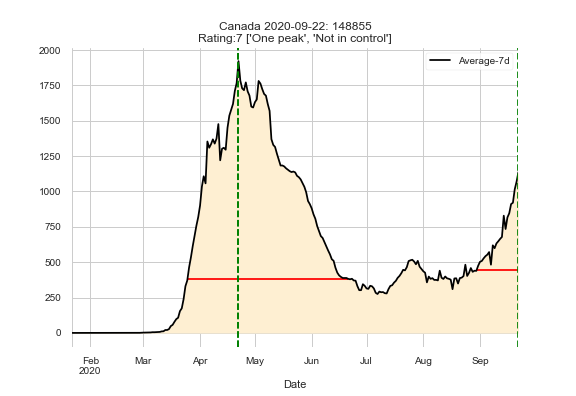 Canada 2020-09-22: 148855
Rating:7 ['One peak', 'Not in control']
2000
1750
1500
1250
1000
750
500
250
0
Average-7d
Feb
2020
Mar
Apr
May
Jun
Jul
Aug
Sep
Date